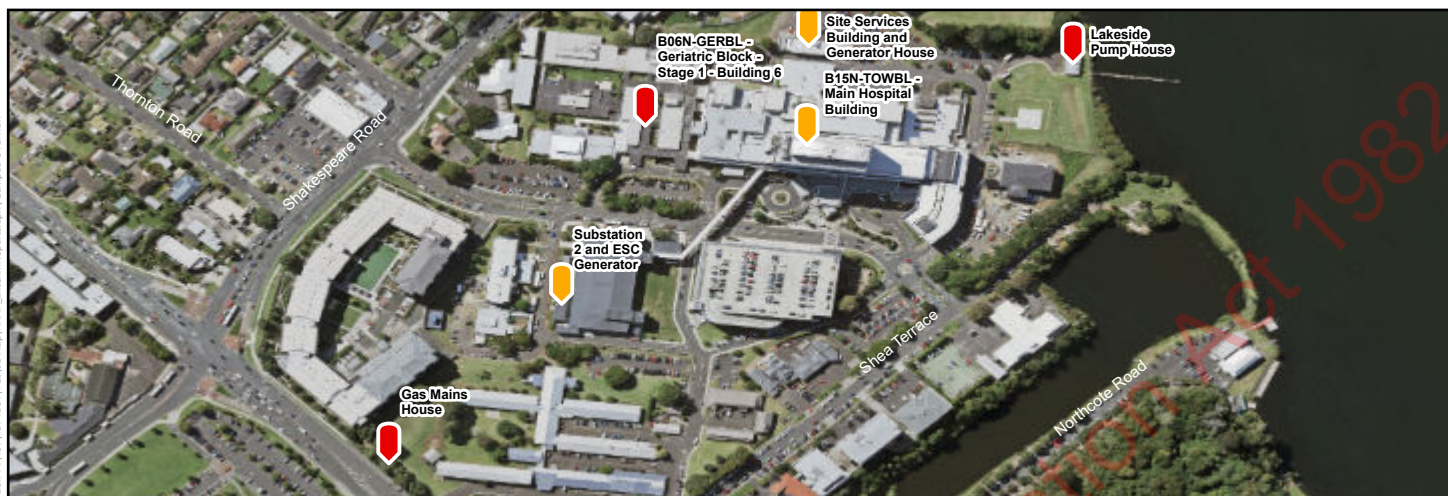 Site Services
Building and
Generator House
Lakeside
Pump House
B06N-GERBL -
Geriatric Block -
Stage 1 - Building 6
B15N-TOWBL -
Main Hospital
Building
Thornton Road
Shakespeare Road
Substation
2 and ESC
Generator
Shea Terrace
Northcote Road
Gas Mains
House
Act 1982